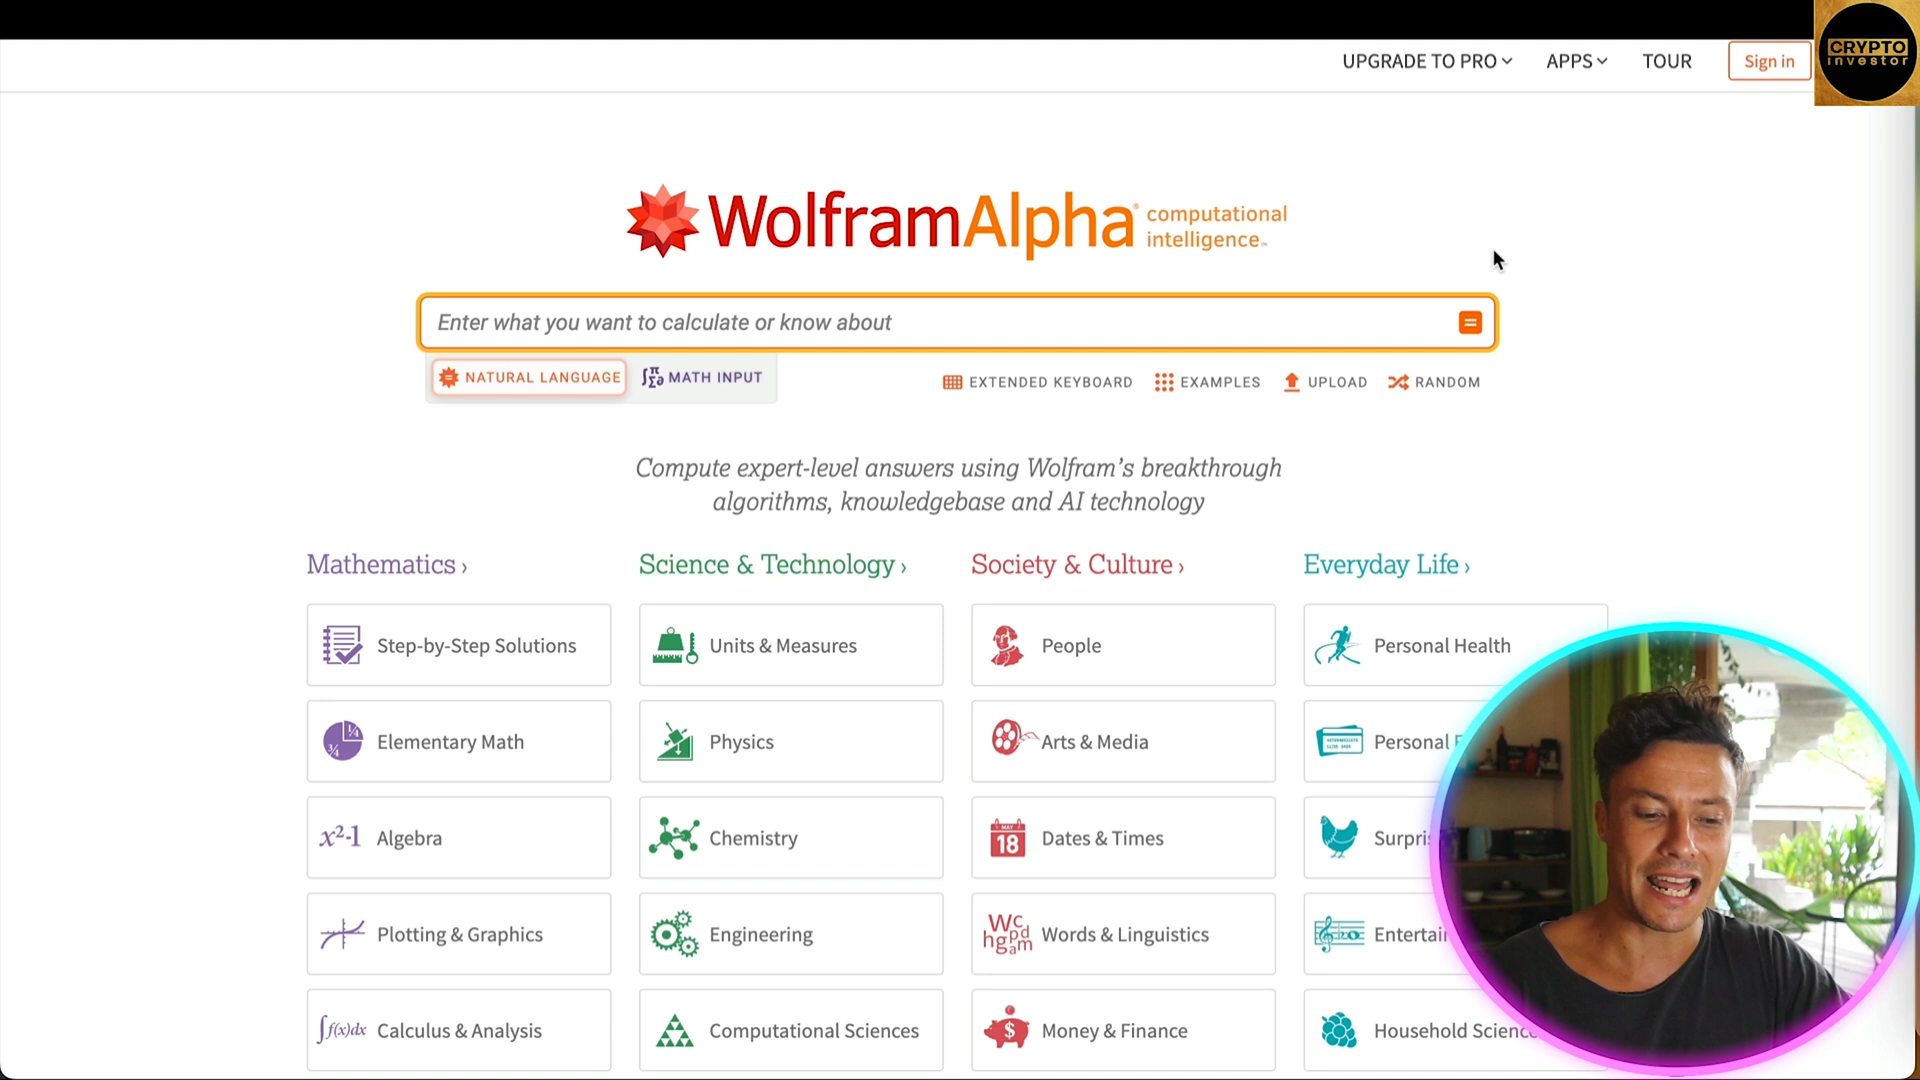 CRYPTO
investor
UPGRADE TO PRO APPS TOUR Sign in
WolframAlpha computational
intelligence™
Enter what you want to calculate or know about
NATURAL LANGUAGE MATH INPUT EXTENDED KEYBOARD EXAMPLES UPLOAD RANDOM
Compute expert-level answers using Wolfram's breakthrough
algorithms, knowledgebase and AI technology
Mathematics › Science & Technology › Society & Culture › Everyday Life ›
Step-by-Step Solutions Units & Measures People Personal Health
Elementary Math Physics Arts & Media Personal
x²-1 Algebra Chemistry MAY 18 Dates & Times
Plotting & Graphics Engineering Words & Linguistics
∫f(x)dx Calculus & Analysis Computational Sciences $ Money & Finance Household